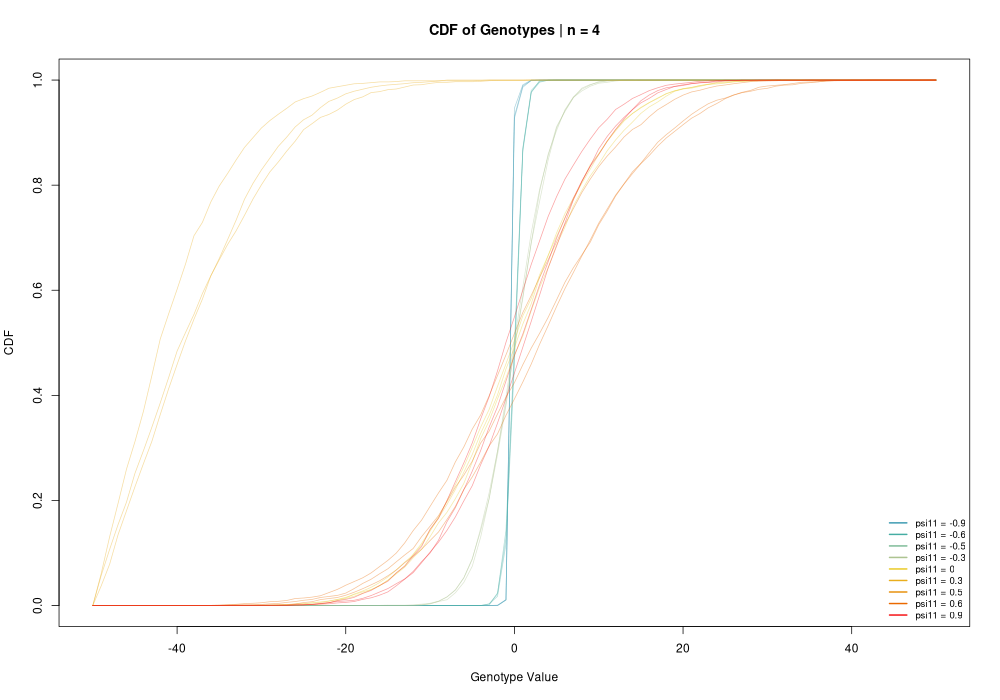 CDF of Genotypes | n = 4
CDF
1.0
0.8
0.6
0.4
0.2
0.0
psi11 = -0.9
psi11 = -0.6
psi11 = -0.5
psi11 = -0.3
psi11 = 0
psi11 = 0.3
psi11 = 0.5
psi11 = 0.6
psi11 = 0.9
-40
-20
0
20
40
Genotype Value